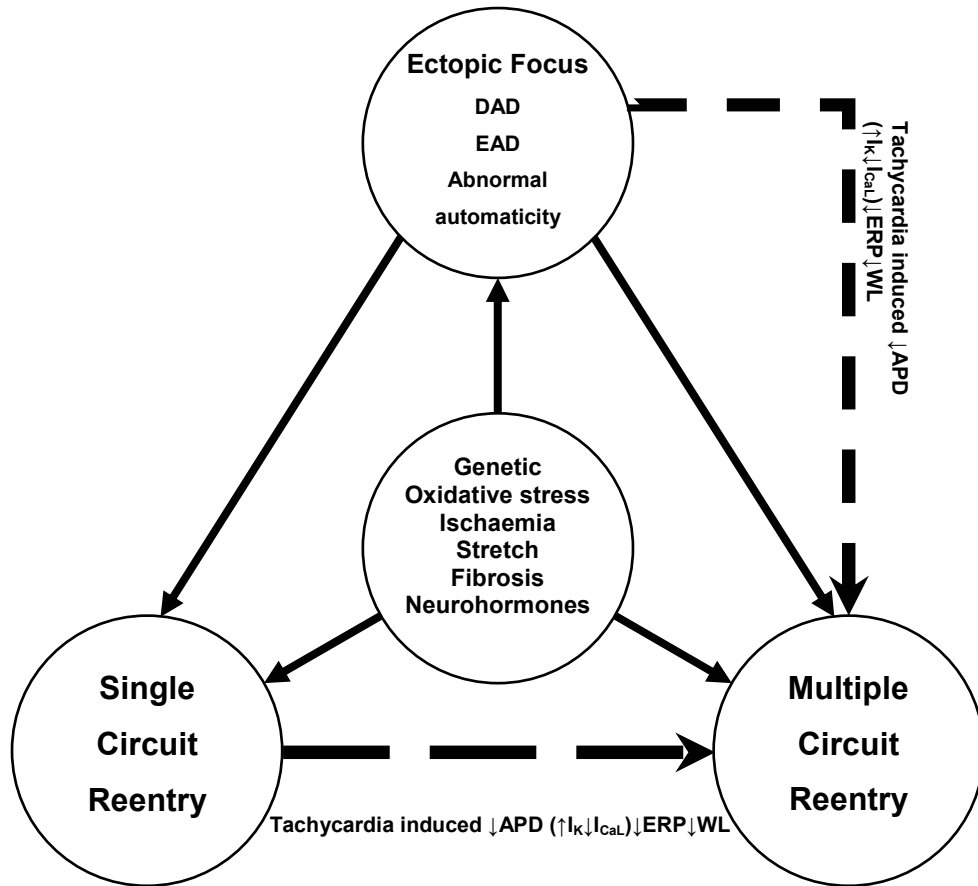 Ectopic Focus
DAD
EAD
Abnormal
automaticity
Tachycardia induced ↓APD
(↑IK↓ICaL)↓ERP↓WL
Genetic
Oxidative stress
Ischaemia
Stretch
Fibrosis
Neurohormones
Single
Circuit
Reentry
Multiple
Circuit
Reentry
Tachycardia induced ↓APD (↑IK↓ICaL)↓ERP↓WL